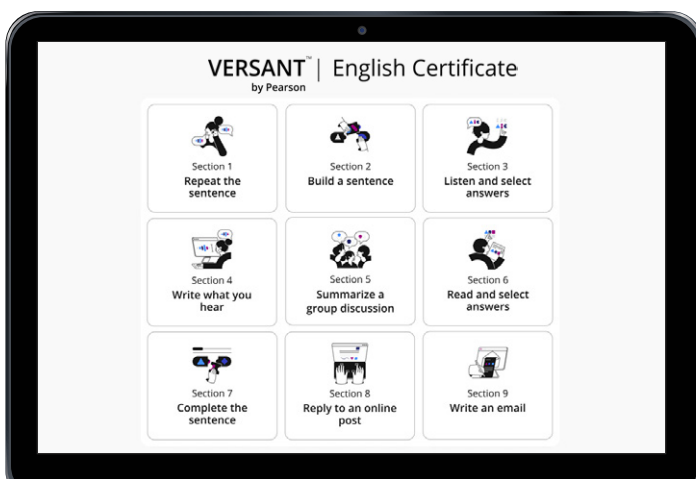 VERSANT™ | English Certificate
by Pearson
Section 1
Repeat the
sentence
Section 2
Build a sentence
Section 3
Listen and select
answers
Section 4
Write what you
hear
Section 5
Summarize a
group discussion
Section 6
Read and select
answers
Section 7
Complete the
sentence
Section 8
Reply to an online
post
Section 9
Write an email